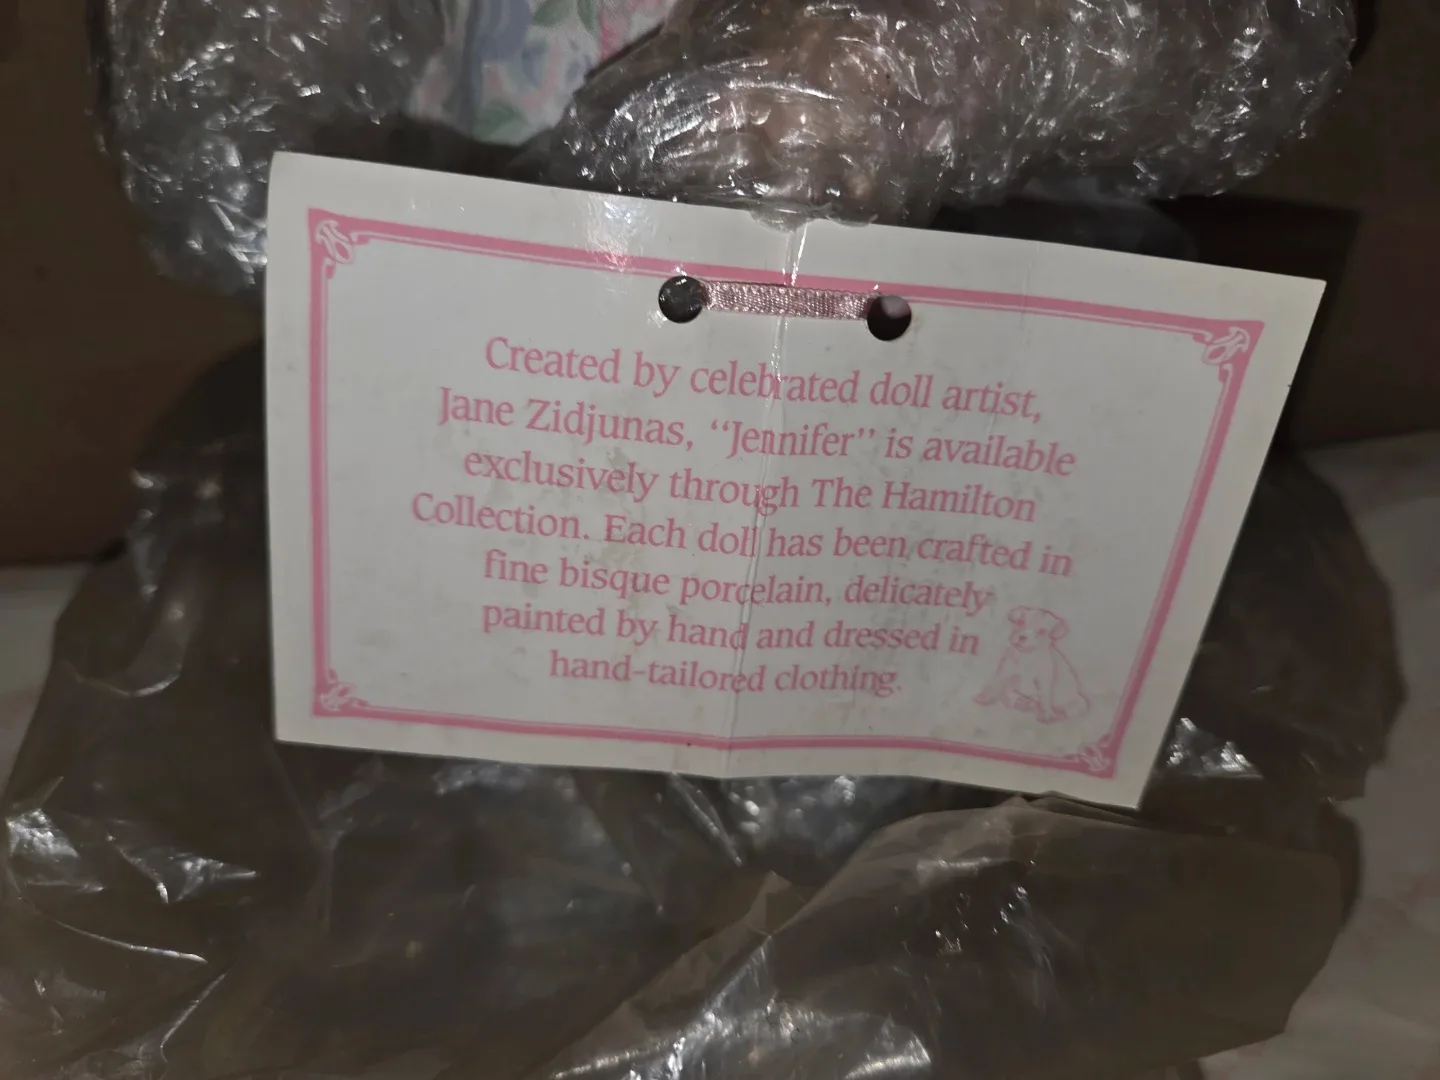 Created by celebrated doll artist,
Jane Zidjunas, “Jennifer” is available
exclusively through The Hamilton
Collection. Each doll has been crafted in
fine bisque porcelain, delicately
painted by hand and dressed in
hand-tailored clothing.